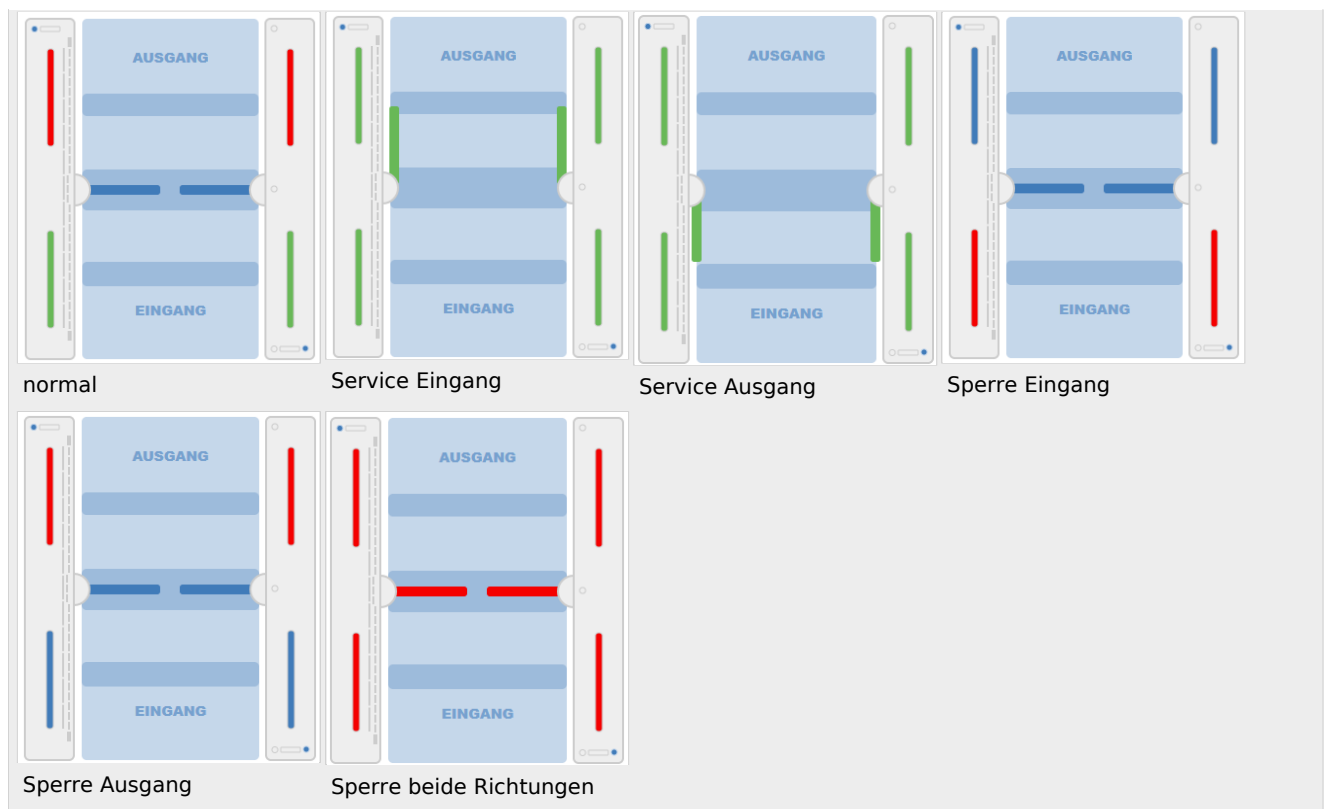 AUSGANG
EINGANG
normal
AUSGANG
EINGANG
Service Eingang
AUSGANG
EINGANG
Service Ausgang
AUSGANG
EINGANG
Sperre Eingang
AUSGANG
EINGANG
Sperre Ausgang
AUSGANG
EINGANG
Sperre beide Richtungen